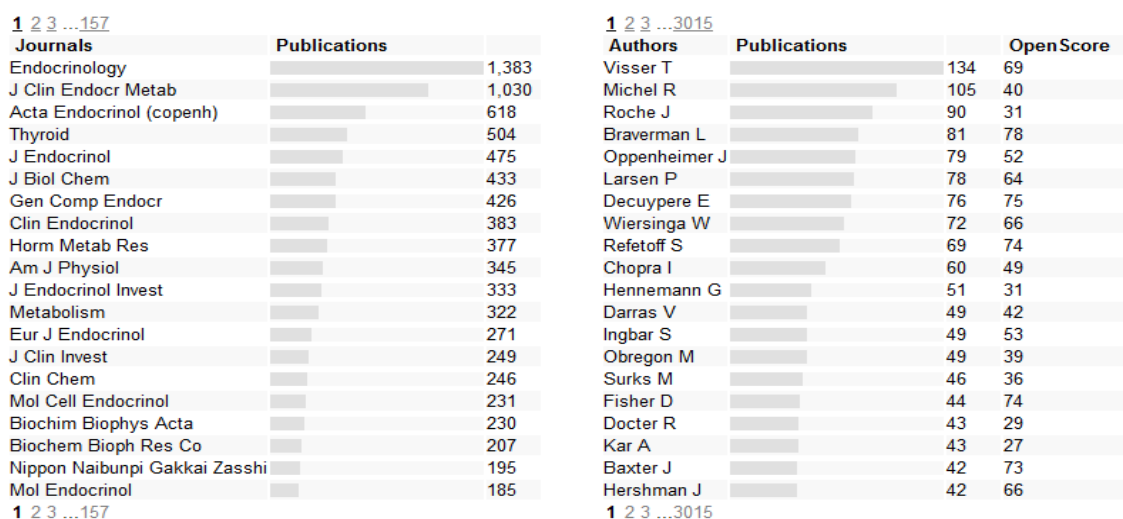 1 2 3 ...157
Journals Publications
Endocrinology 1,383
J Clin Endocr Metab 1,030
Acta Endocrinol (copenh) 618
Thyroid 504
J Endocrinol 475
J Biol Chem 433
Gen Comp Endocr 426
Clin Endocrinol 383
Horm Metab Res 377
Am J Physiol 345
J Endocrinol Invest 333
Metabolism 322
Eur J Endocrinol 271
J Clin Invest 249
Clin Chem 246
Mol Cell Endocrinol 231
Biochim Biophys Acta 230
Biochem Bioph Res Co 207
Nippon Naibunpi Gakkai Zasshi 195
Mol Endocrinol 185
1 2 3 ...157
1 2 3 ...3015
Authors Publications OpenScore
Visser T 134 69
Michel R 105 40
Roche J 90 31
Braverman L 81 78
Oppenheimer J 79 52
Larsen P 78 64
Decuypere E 76 75
Wiersinga W 72 66
Refetoff S 69 74
Chopra I 60 49
Hennemann G 51 31
Darras V 49 42
Ingbar S 49 53
Obregon M 49 39
Surks M 46 36
Fisher D 44 74
Docter R 43 29
Kar A 43 27
Baxter J 42 73
Hershman J 42 66
1 2 3 ...3015